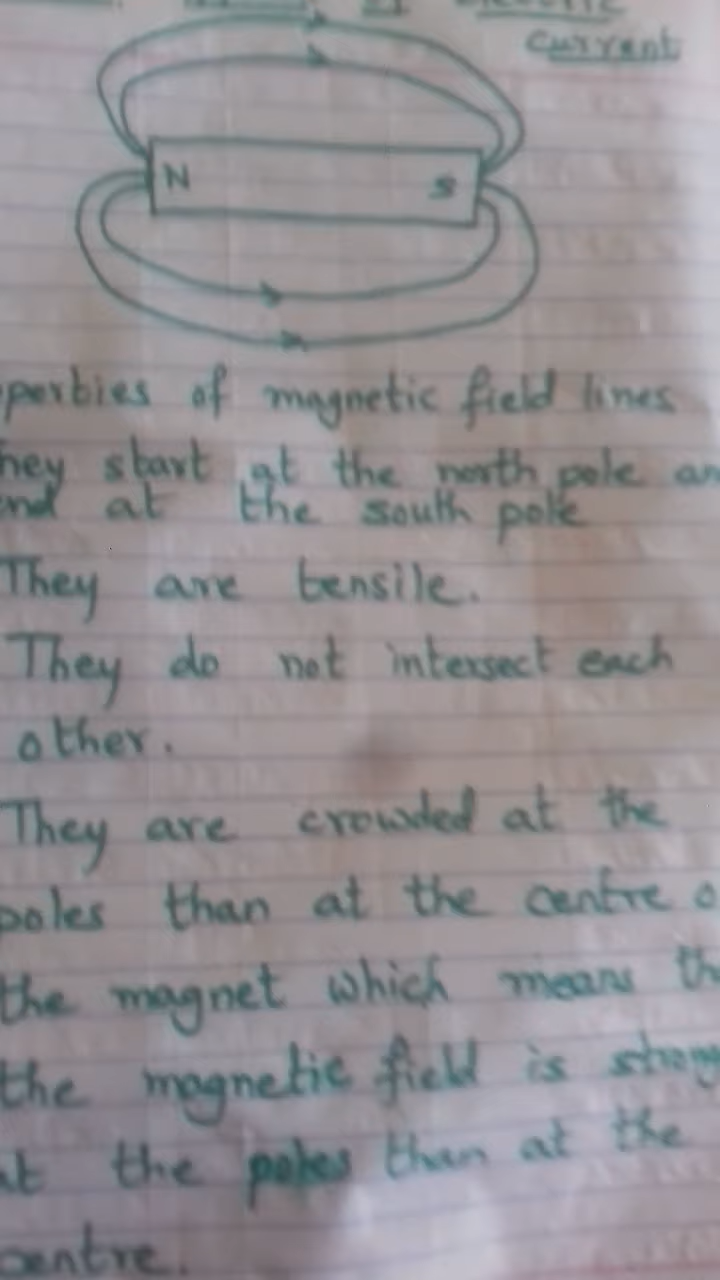 current
N S
perties of magnetic field lines
hey start at the north pole an
end at the south pole
They are tensile.
They do not intersect each
other.
They are crowded at the
poles than at the centre o
the magnet which means th
the magnetic field is strong
at the poles than at the
centre.